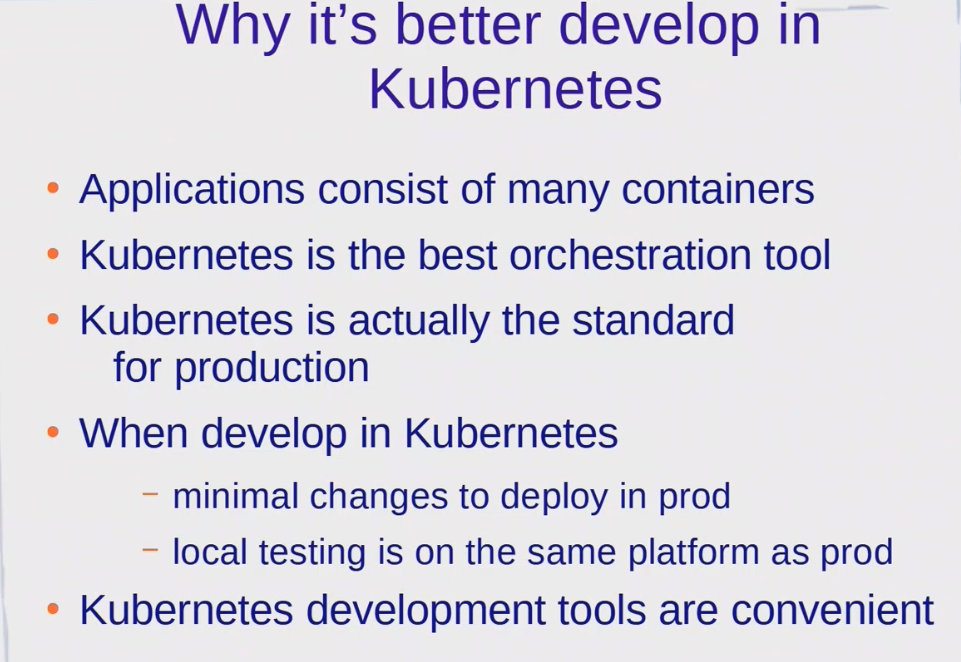 Why it's better develop in
Kubernetes
• Applications consist of many containers
• Kubernetes is the best orchestration tool
• Kubernetes is actually the standard
for production
• When develop in Kubernetes
– minimal changes to deploy in prod
– local testing is on the same platform as prod
• Kubernetes development tools are convenient